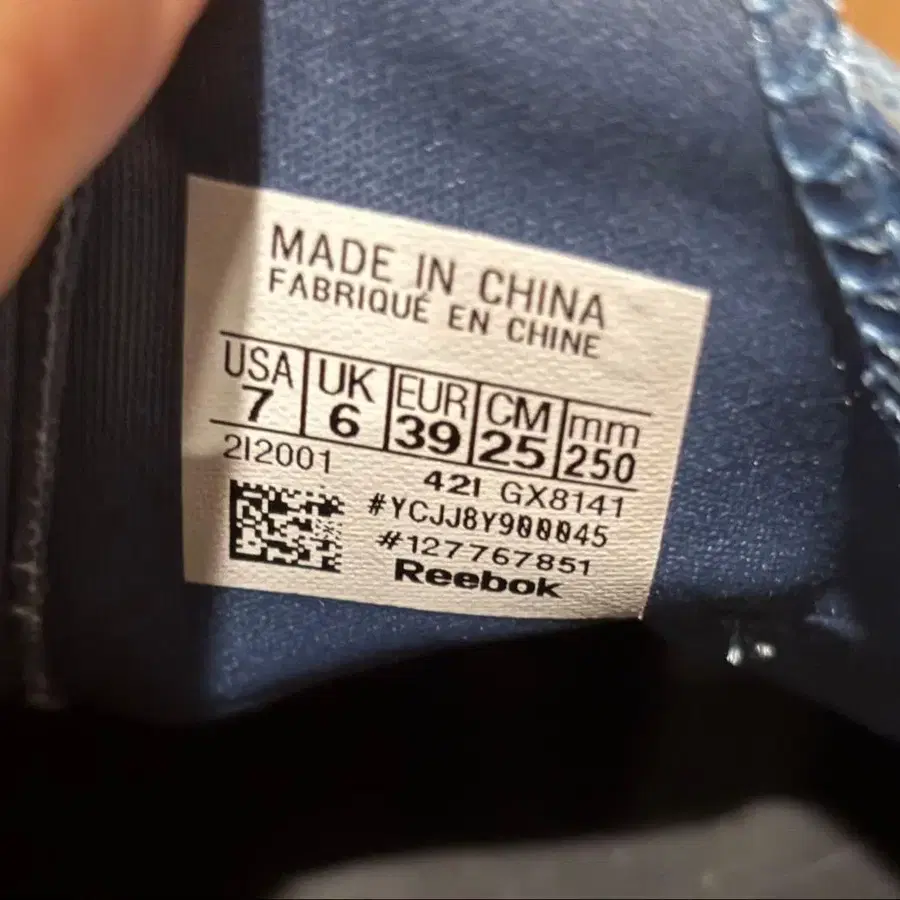 MADE IN CHINA
FABRIQUÉ EN CHINE
USA UK EUR CM mm
7 6 39 25 250
2I2001 42I GX8141
#YCJJ8Y900045
#127767851
Reebok